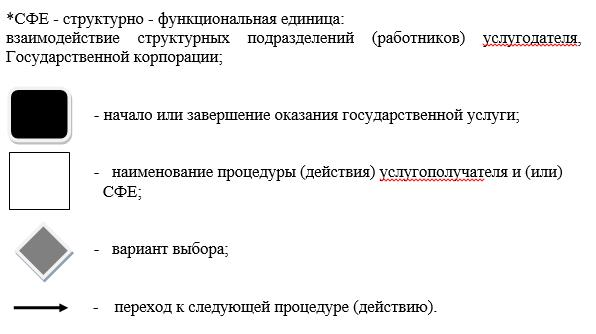 *СФЕ - структурно - функциональная единица:
взаимодействие структурных подразделений (работников) услугодателя,
Государственной корпорации;
- начало или завершение оказания государственной услуги;
- наименование процедуры (действия) услугополучателя и (или)
СФЕ;
- вариант выбора;
- переход к следующей процедуре (действию).